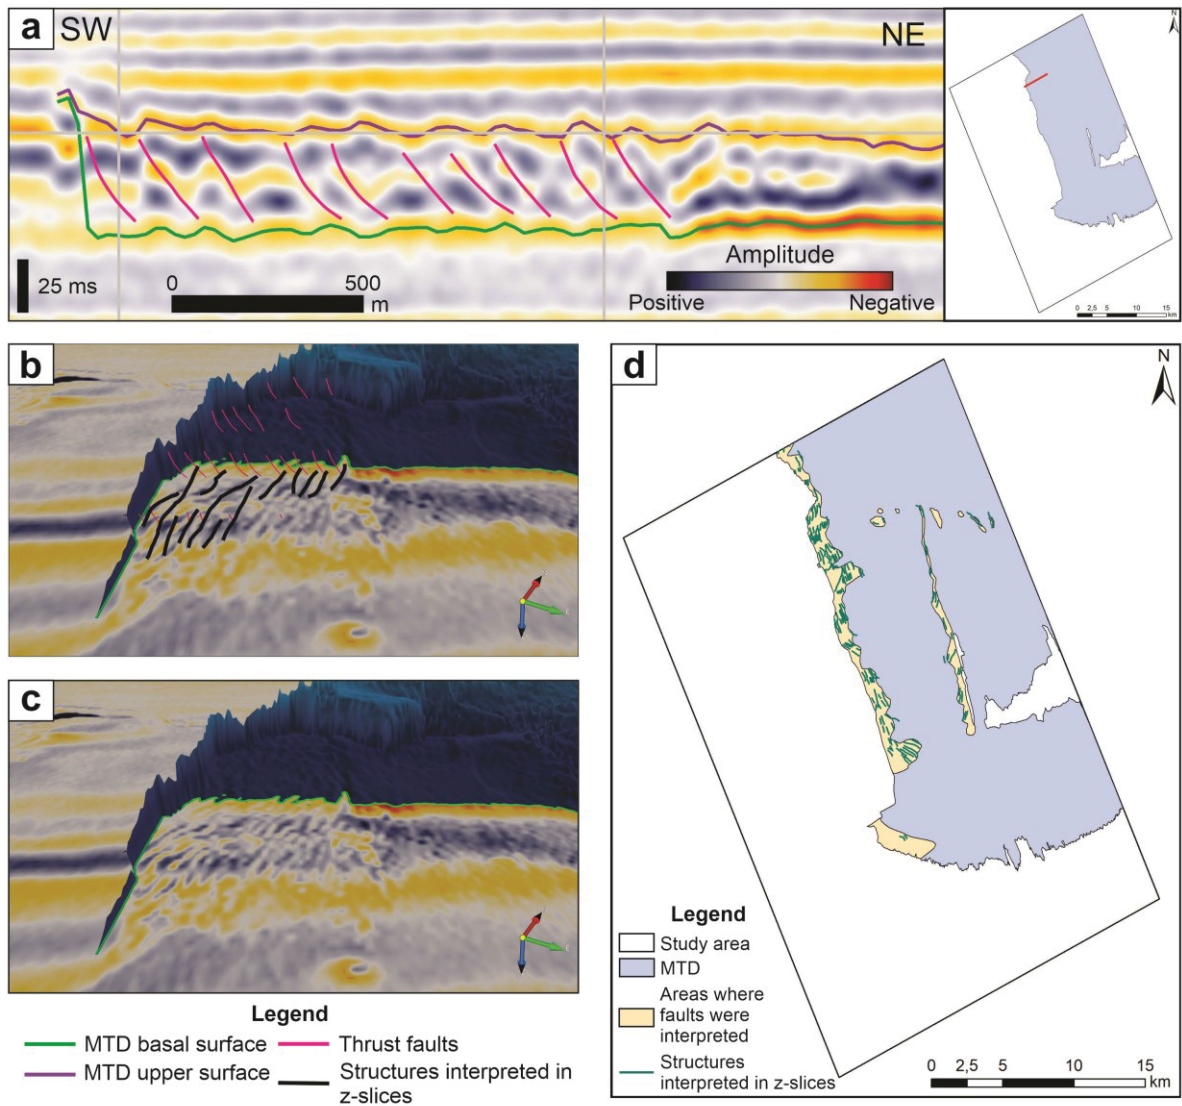 a
SW
NE
N
25 ms
0
500
m
Amplitude
Positive
Negative
0 2,5 5 10 15
km
b
c
Legend
MTD basal surface
Thrust faults
MTD upper surface
Structures interpreted in
z-slices
d
N
Legend
Study area
MTD
Areas where
faults were
interpreted
Structures
interpreted in z-slices
0 2,5 5 10 15
km